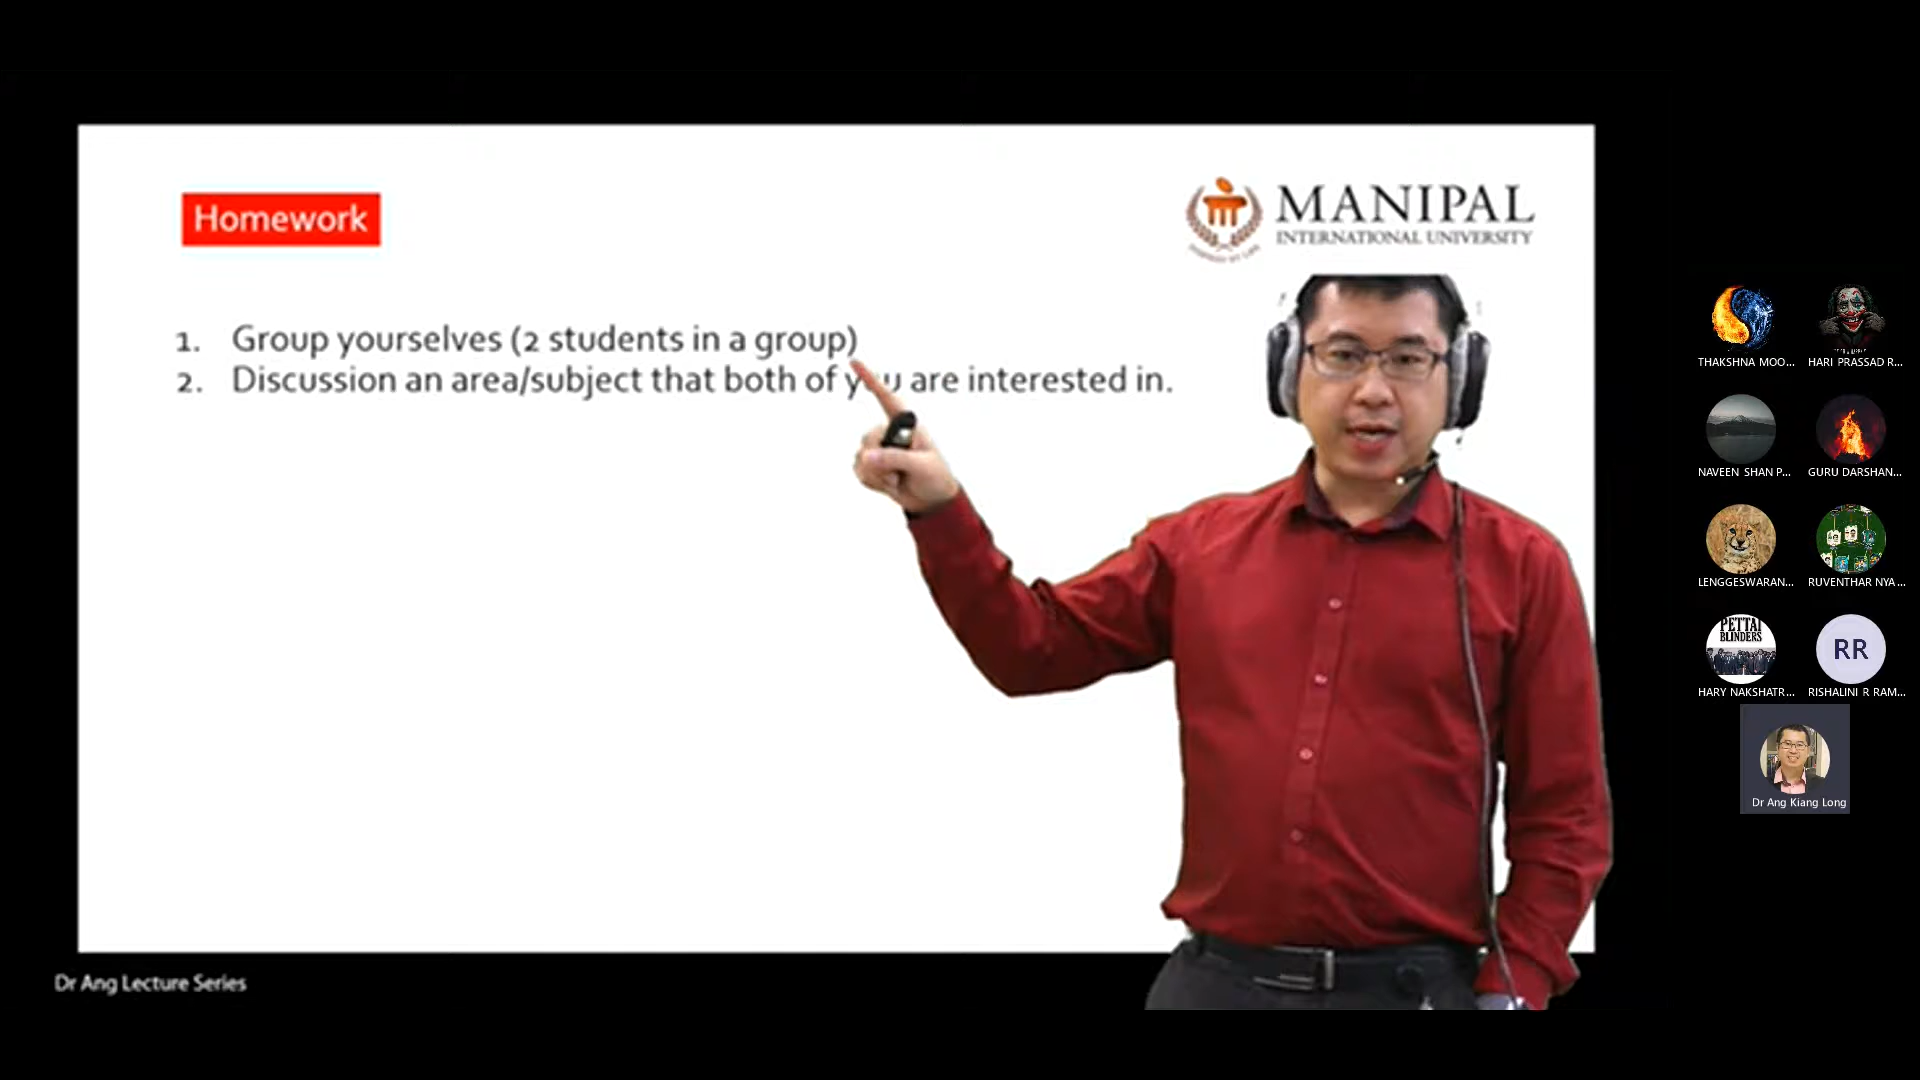 Homework
MANIPAL
INTERNATIONAL UNIVERSITY
1. Group yourselves (2 students in a group)
2. Discussion an area/subject that both of you are interested in.
Dr Ang Lecture Series
THAKSHNA MOO...
HARI PRASSAD R...
NAVEEN SHAN P...
GURU DARSHAN...
LENGGESWARAN...
RUVENTHAR NYA...
PETTAI
BLINDERS
RR
HARY NAKSHATR...
RISHALINI R RAM...
Dr Ang Kiang Long